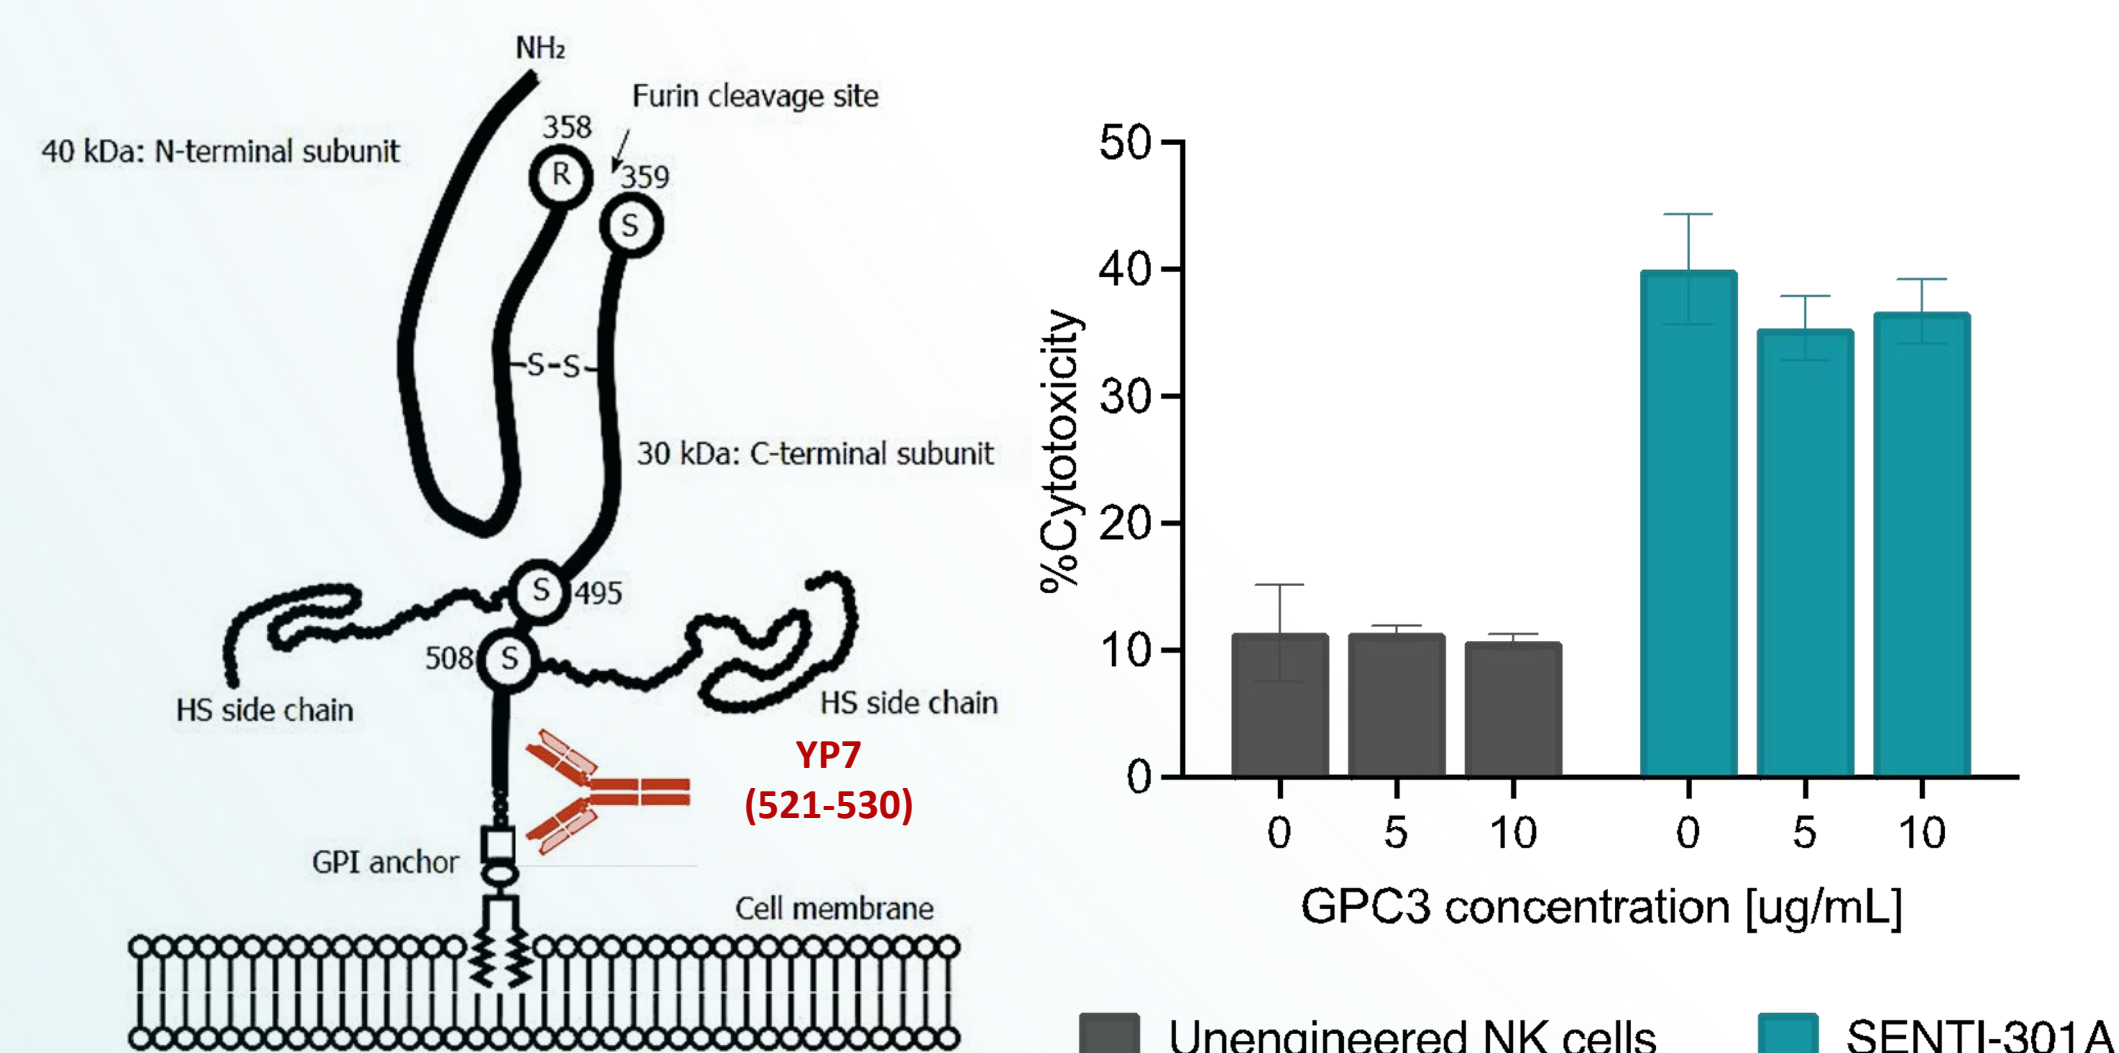 NH₂
Furin cleavage site
40 kDa: N-terminal subunit
358
R
359
S
-S-S-
30 kDa: C-terminal subunit
S
495
508
S
HS side chain
HS side chain
YP7
(521-530)
GPI anchor
Cell membrane
50
40
30
20
10
0
%Cytotoxicity
0 5 10 0 5 10
GPC3 concentration [ug/mL]
Unengineered NK cells
SENTI-301A